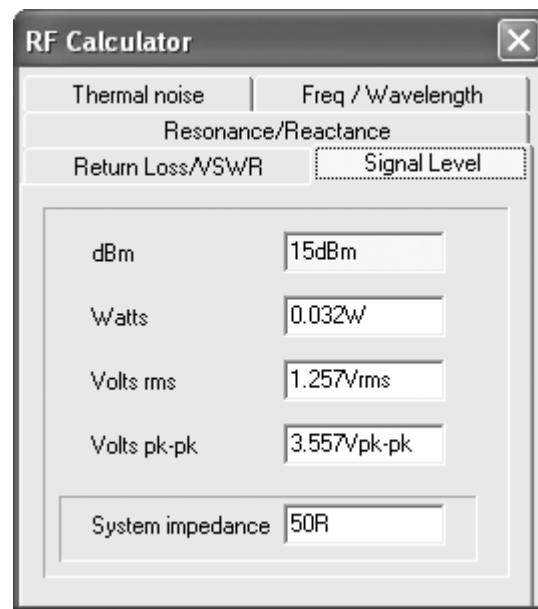 RF Calculator
Thermal noise Freq / Wavelength
Resonance/Reactance
Return Loss/VSWR Signal Level
dBm 15dBm
Watts 0.032W
Volts rms 1.257Vrms
Volts pk-pk 3.557Vpk-pk
System impedance 50R